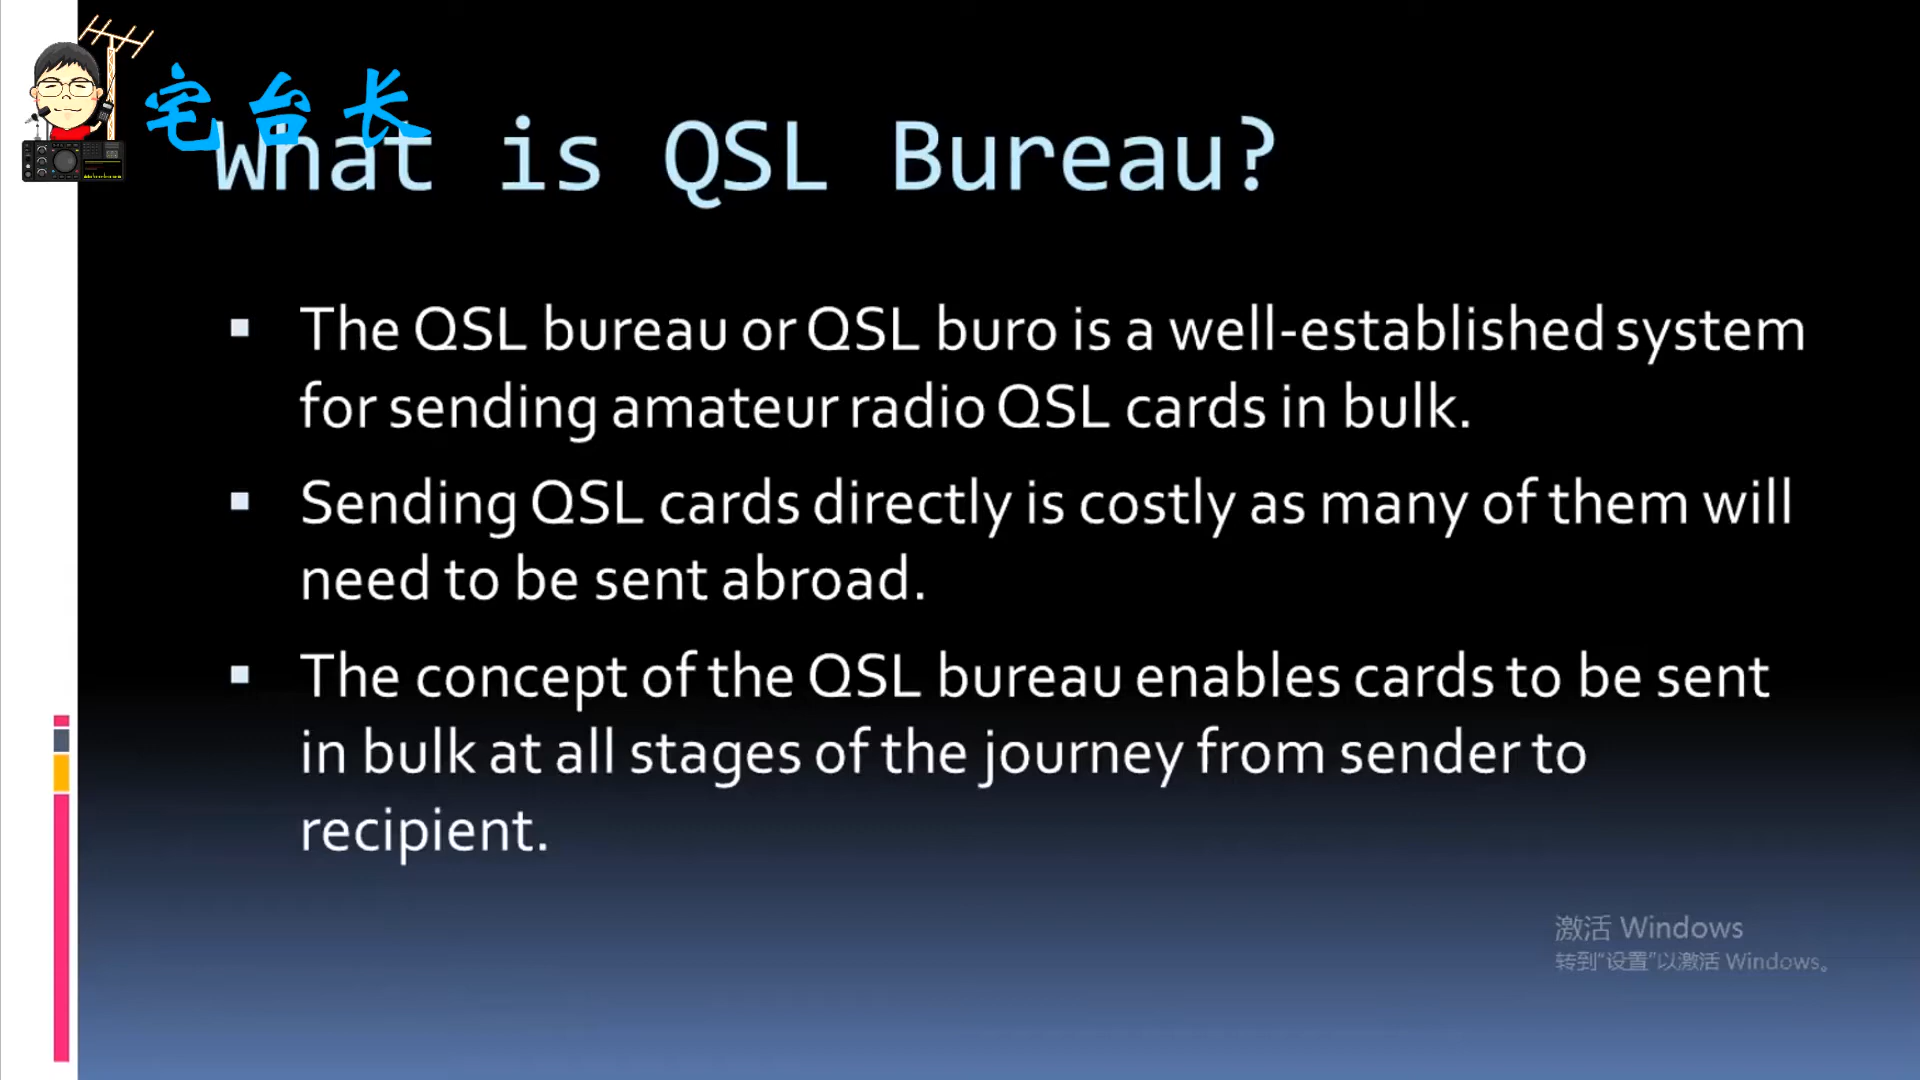 宅台长
What is QSL Bureau?
▪ The QSL bureau or QSL buro is a well-established system
for sending amateur radio QSL cards in bulk.
▪ Sending QSL cards directly is costly as many of them will
need to be sent abroad.
▪ The concept of the QSL bureau enables cards to be sent
in bulk at all stages of the journey from sender to
recipient.
激活 Windows
转到“设置”以激活 Windows。